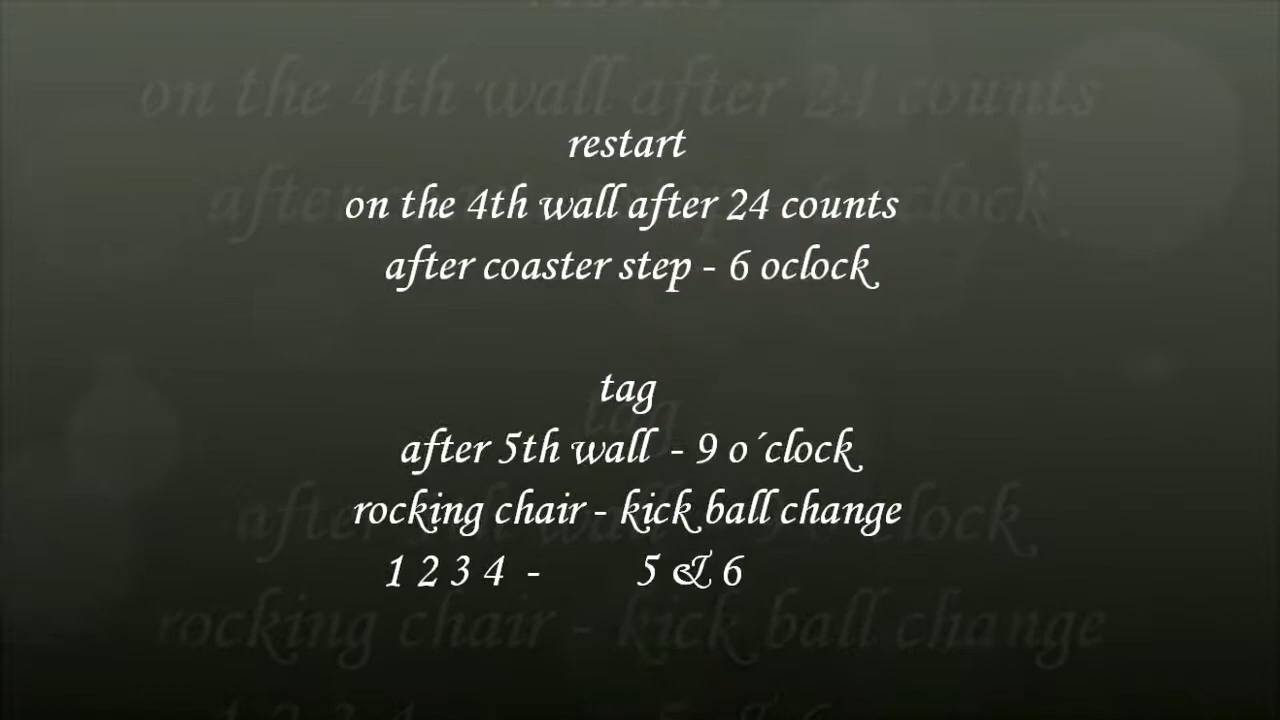 restart
on the 4th wall after 24 counts
after coaster step - 6 oclock
tag
after 5th wall - 9 o´clock
rocking chair - kick ball change
1 2 3 4 - 5 & 6